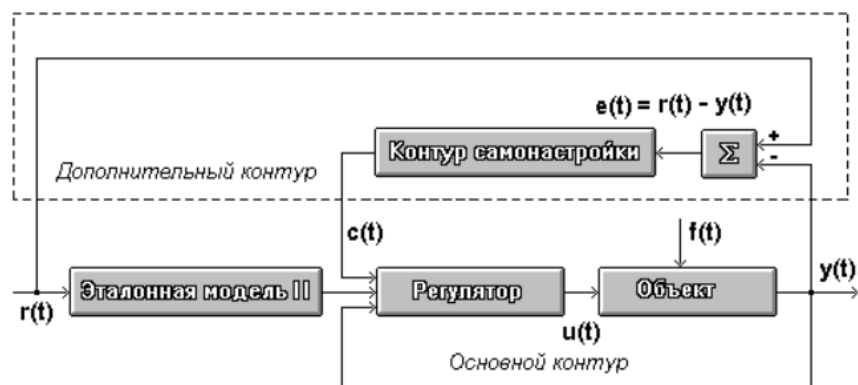 e(t) = r(t) - y(t)
+
Контур самонастройки
Σ
-
Дополнительный контур
c(t)
f(t)
y(t)
Эталонная модель II
Регулятор
Объект
r(t)
u(t)
Основной контур